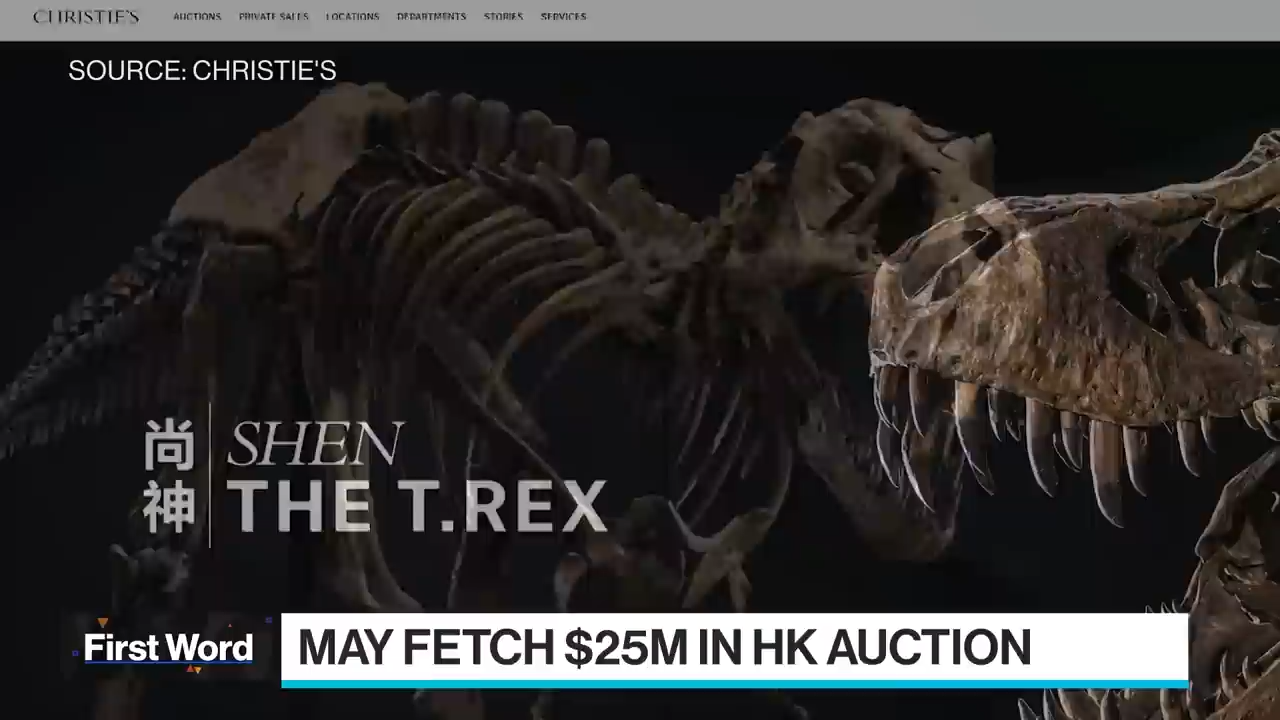 CHRISTIE'S AUCTIONS PRIVATE SALES LOCATIONS DEPARTMENTS STORIES SERVICES
SOURCE: CHRISTIE'S
尚神
SHEN
THE T.REX
First Word
MAY FETCH $25M IN HK AUCTION